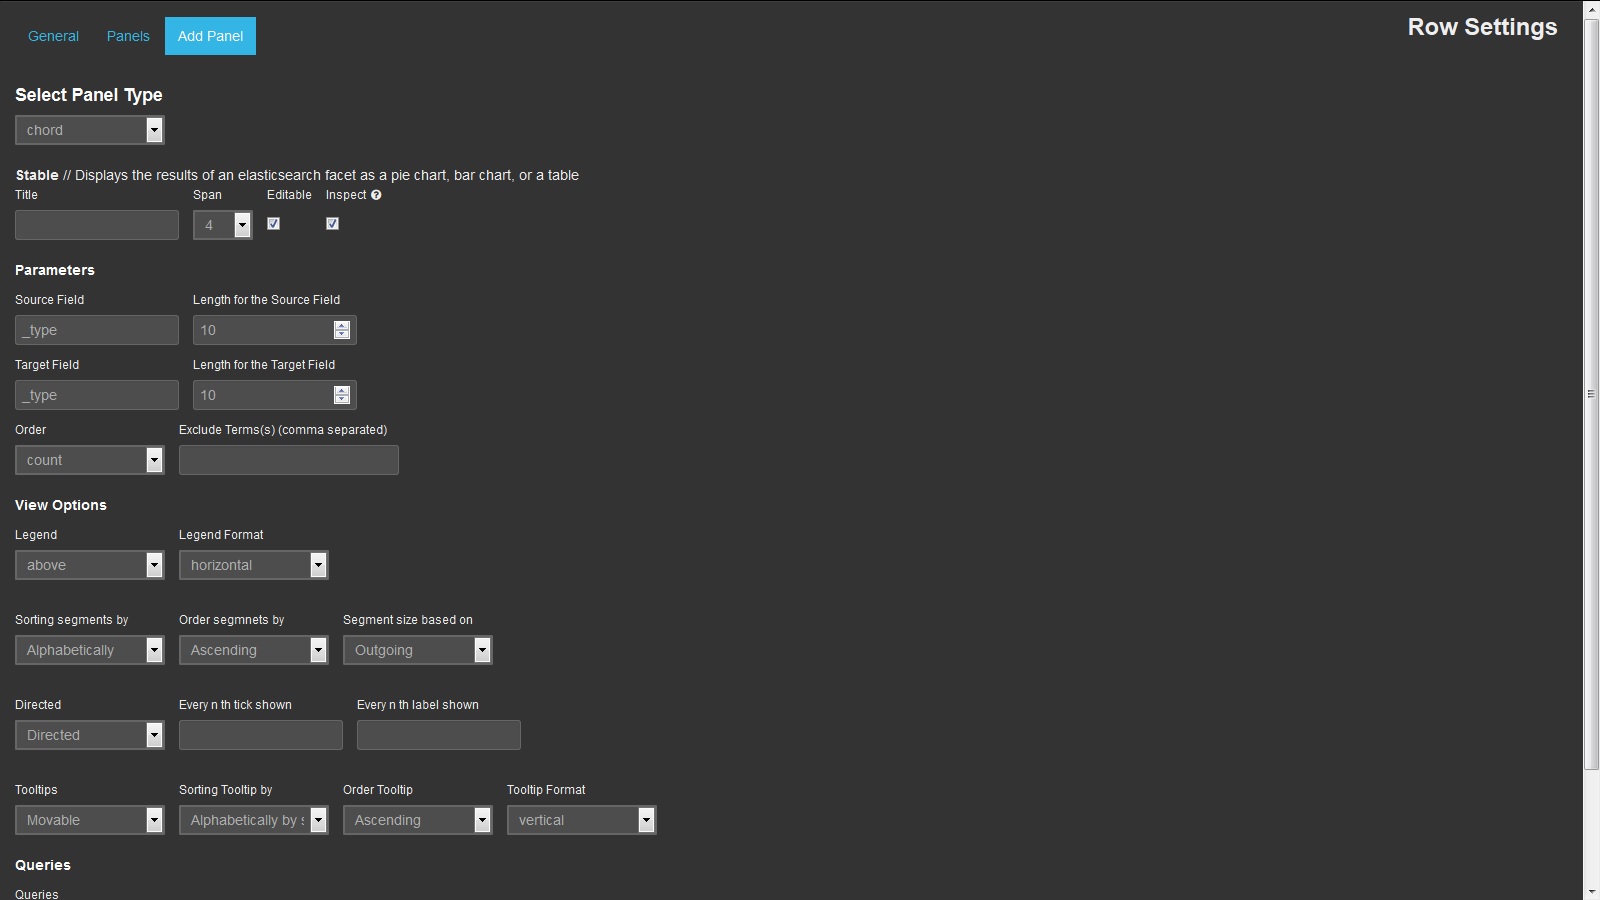 General Panels Add Panel Row Settings
Select Panel Type
chord
Stable // Displays the results of an elasticsearch facet as a pie chart, bar chart, or a table
Title Span Editable Inspect
4
Parameters
Source Field Length for the Source Field
_type 10
Target Field Length for the Target Field
_type 10
Order Exclude Terms(s) (comma separated)
count
View Options
Legend Legend Format
above horizontal
Sorting segments by Order segmnets by Segment size based on
Alphabetically Ascending Outgoing
Directed Every n th tick shown Every n th label shown
Directed
Tooltips Sorting Tooltip by Order Tooltip Tooltip Format
Movable Alphabetically by s Ascending vertical
Queries
Queries